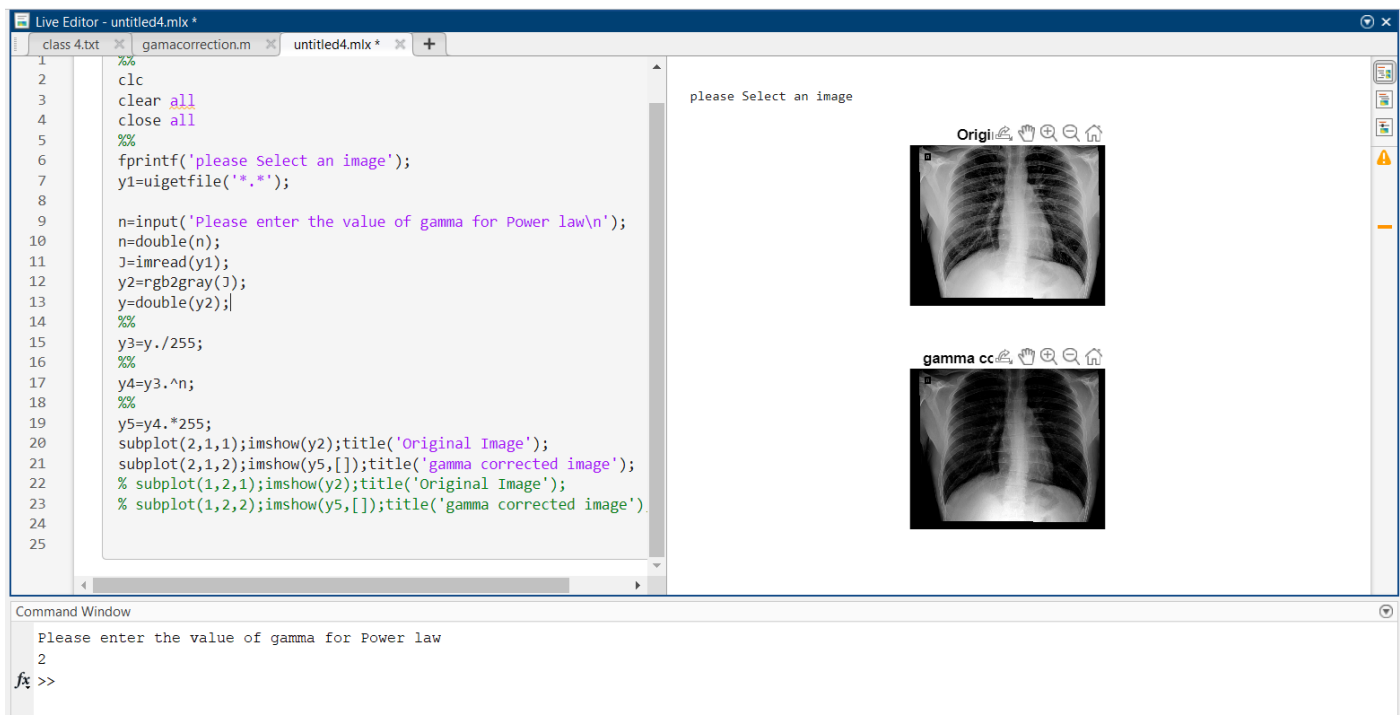 Live Editor - untitled4.mlx *
class 4.txt gamacorrection.m untitled4.mlx * +
1 %%
2 clc
3 clear all
4 close all
5 %%
6 fprintf('please Select an image');
7 y1=uigetfile('*.*');
8
9 n=input('Please enter the value of gamma for Power law\n');
10 n=double(n);
11 J=imread(y1);
12 y2=rgb2gray(J);
13 y=double(y2);
14 %%
15 y3=y./255;
16 %%
17 y4=y3.^n;
18 %%
19 y5=y4.*255;
20 subplot(2,1,1);imshow(y2);title('Original Image');
21 subplot(2,1,2);imshow(y5,[]);title('gamma corrected image');
22 % subplot(1,2,1);imshow(y2);title('Original Image');
23 % subplot(1,2,2);imshow(y5,[]);title('gamma corrected image')
24
25
please Select an image
Origi
gamma cc
Command Window
Please enter the value of gamma for Power law
2
fx >>